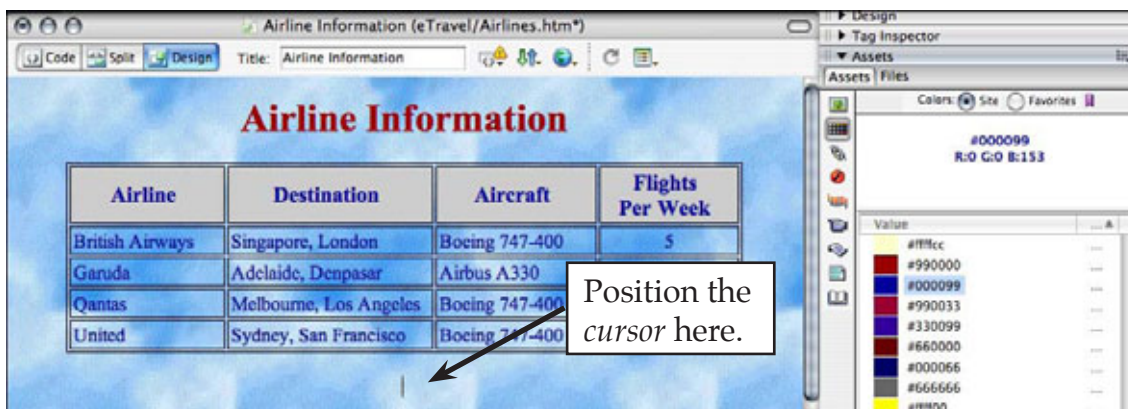 Airline Information (eTravel/Airlines.htm*)
Code Split Design Title: Airline Information
Airline Information
Airline Destination Aircraft Flights
Per Week
British Airways Singapore, London Boeing 747-400 5
Garuda Adelaide, Denpasar Airbus A330
Qantas Melbourne, Los Angeles Boeing 747-400
United Sydney, San Francisco Boeing 747-400
Position the
cursor here.
Design
Tag Inspector
Assets
Assets Files
Colors: Site Favorites
#000099
R:0 G:0 B:153
Value ... A
#ffffcc ...
#990000 ...
#000099 ...
#990033 ...
#330099 ...
#660000 ...
#000066 ...
#666666 ...
#ffff00 ...